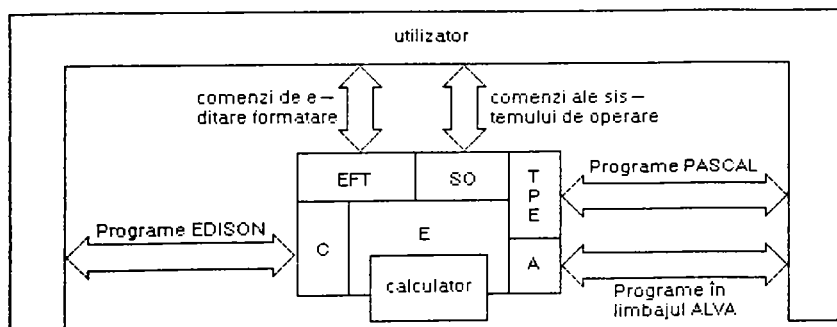 utilizator
comenzi de e-
ditare formatare
comenzi ale sis-
temului de operare
EFT
SO
T
P
E
Programe PASCAL
Programe EDISON
C
E
A
calculator
Programe în
limbajul ALVA